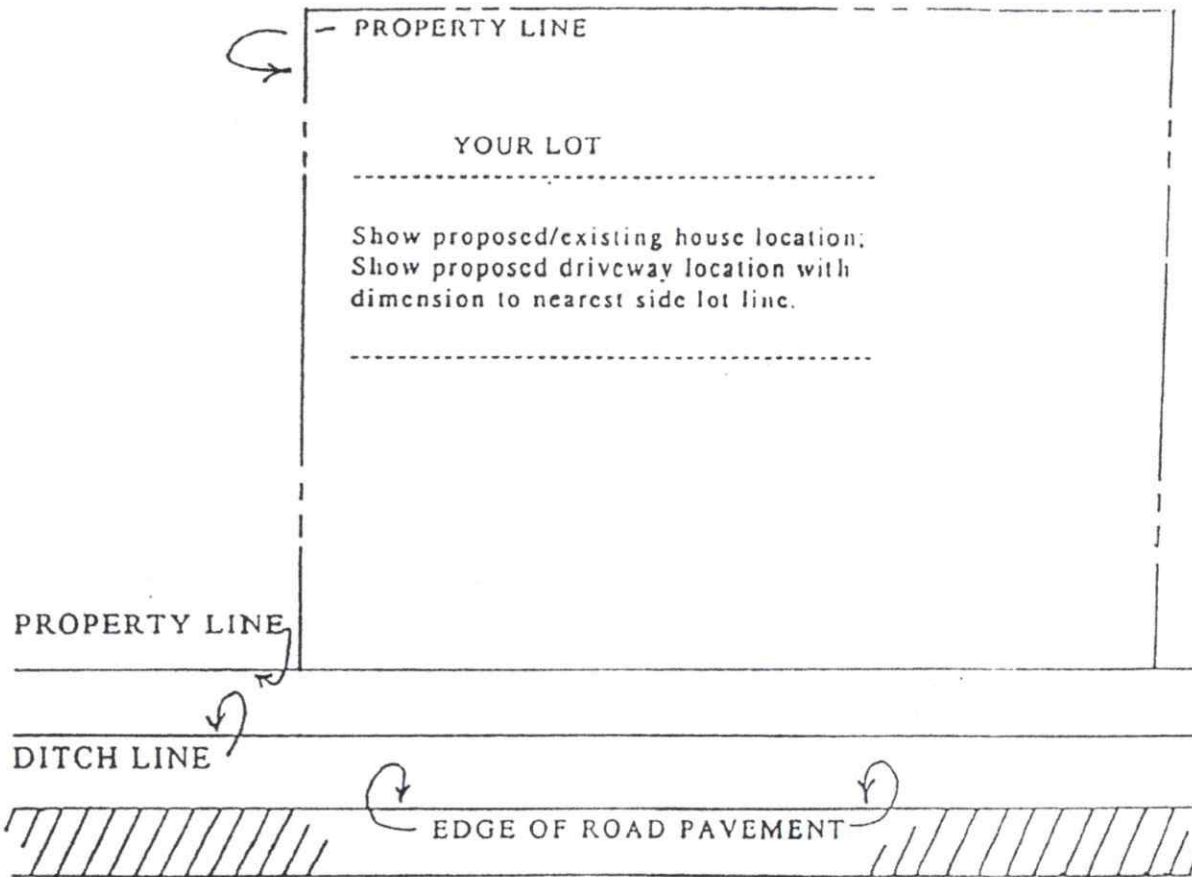 PROPERTY LINE
YOUR LOT
Show proposed/existing house location;
Show proposed driveway location with
dimension to nearest side lot line.
PROPERTY LINE
DITCH LINE
EDGE OF ROAD PAVEMENT